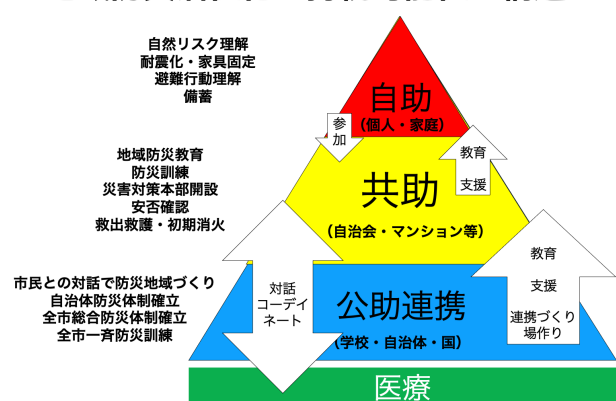 自然リスク理解
耐震化・家具固定
避難行動理解
備蓄
自助
（個人・家庭）
参
加
教育
支援
地域防災教育
防災訓練
災害対策本部開設
安否確認
救出救護・初期消火
共助
（自治会・マンション等）
教育
支援
連携づくり
場作り
市民との対話で防災地域づくり
自治体防災体制確立
全市総合防災体制確立
全市一斉防災訓練
対話
コーデイ
ネート
公助連携
（学校・自治体・国）
医療